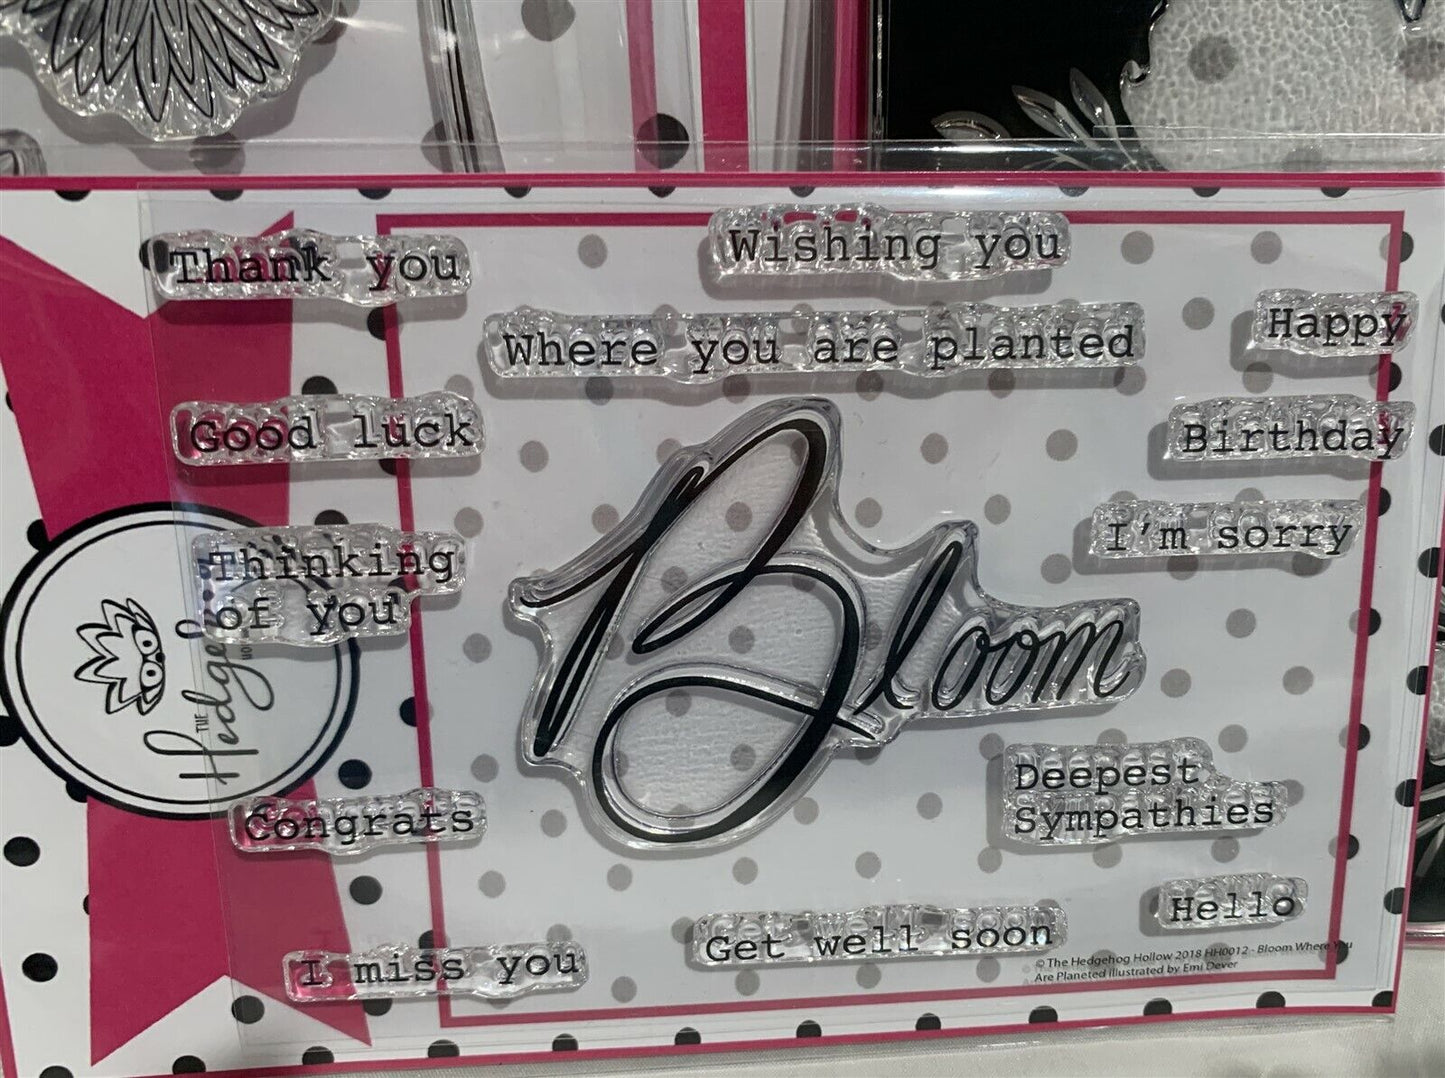 Thank you
Wishing you
Where you are planted
Happy
Good luck
Birthday
I'm sorry
Thinking
of you
Bloom
THE
Hedgehog
Deepest
Sympathies
Congrats
Hello
Get well soon
I miss you
© The Hedgehog Hollow 2018 HH0012 - Bloom Where You
Are Planeted Illustrated by Emi Dever